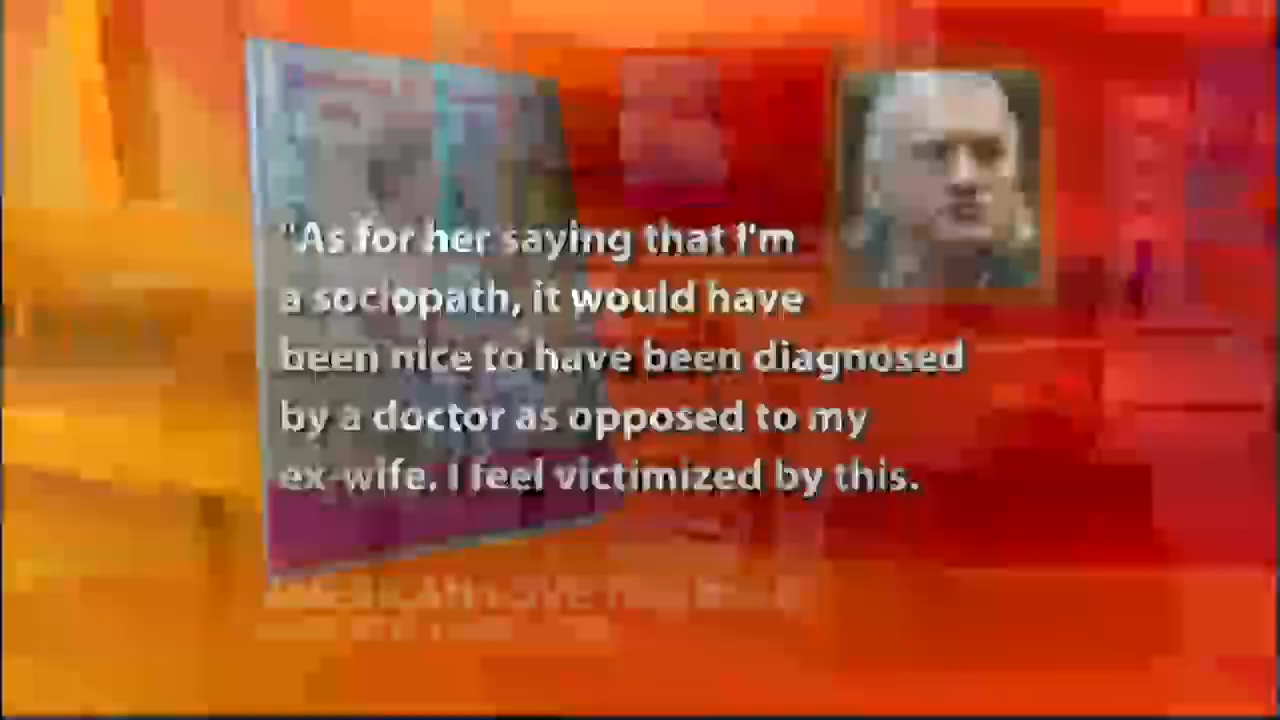 "As for her saying that I'm
a sociopath, it would have
been nice to have been diagnosed
by a doctor as opposed to my
ex-wife. I feel victimized by this.